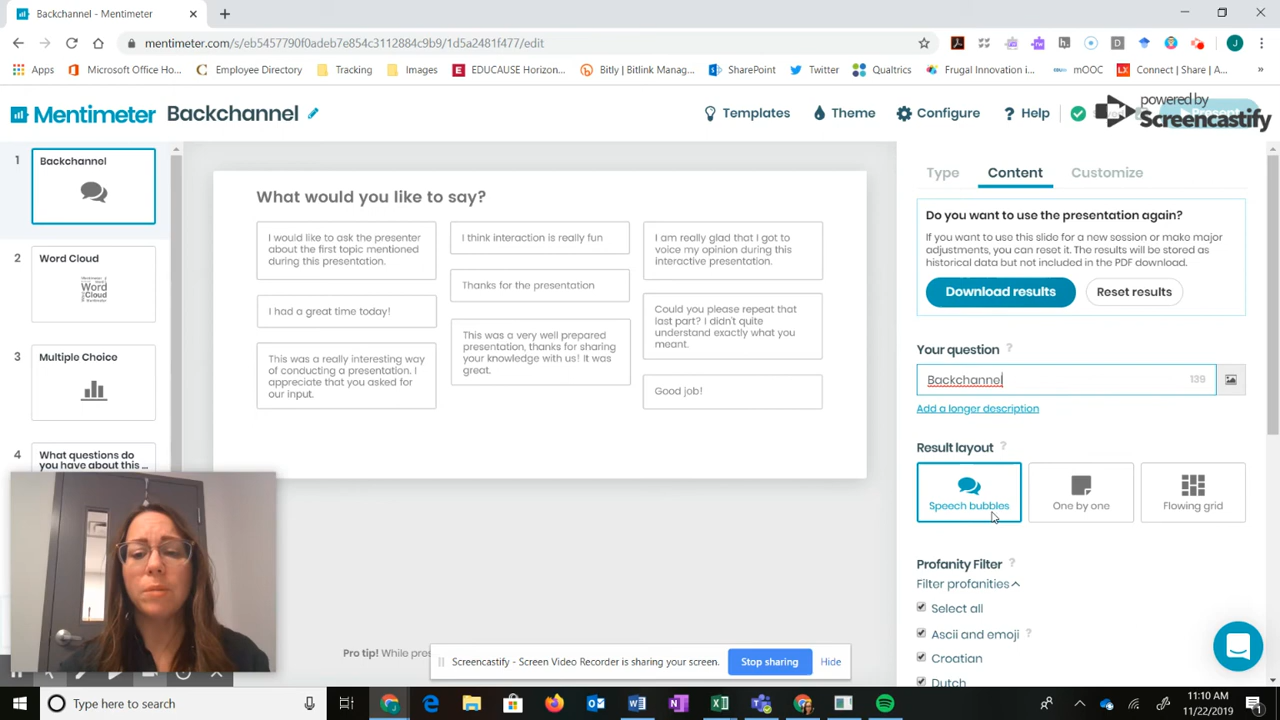 Backchannel - Mentimeter
mentimeter.com/s/eb5457790f0adeb7e854c3112884c9b9/1d5a2481f477/edit
Apps
Microsoft Office Ho...
Employee Directory
Tracking
Images
EDUCAUSE Horizon...
Bitly | Bitlink Manag...
SharePoint
Twitter
Qualtrics
Frugal Innovation i...
mOOC
Connect | Share | A...
Mentimeter
Backchannel
Templates
Theme
Configure
Help
powered by
Screencastify
1
Backchannel
2
Word Cloud
3
Multiple Choice
4
What questions do
you have about this ...
What would you like to say?
I would like to ask the presenter
about the first topic mentioned
during this presentation.
I had a great time today!
This was a really interesting way
of conducting a presentation. I
appreciate that you asked for
our input.
I think interaction is really fun
Thanks for the presentation
This was a very well prepared
presentation, thanks for sharing
your knowledge with us! It was
great.
I am really glad that I got to
voice my opinion during this
interactive presentation.
Could you please repeat that
last part? I didn't quite
understand exactly what you
meant.
Good job!
Type
Content
Customize
Do you want to use the presentation again?
If you want to use this slide for a new session or make major
adjustments, you can reset it. The results will be stored as
historical data but not included in the PDF download.
Download results
Reset results
Your question ?
Backchannel
139
Add a longer description
Result layout ?
Speech bubbles
One by one
Flowing grid
Profanity Filter ?
Filter profanities
Select all
Ascii and emoji ?
Croatian
Dutch
Pro tip! While pres
Screencastify - Screen Video Recorder is sharing your screen.
Stop sharing
Hide
Type here to search
11:10 AM
11/22/2019